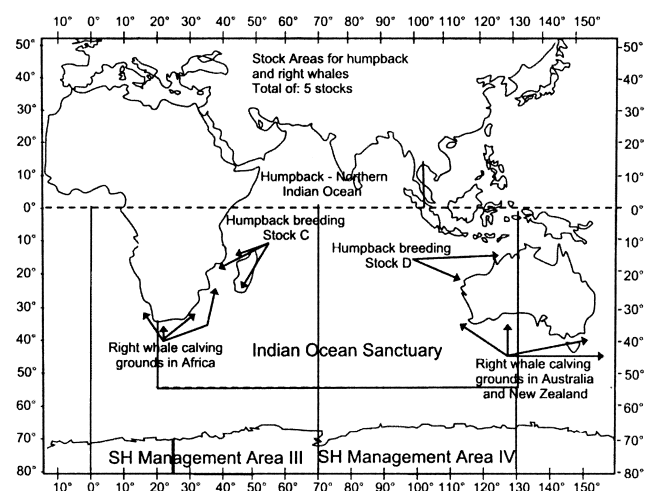 10° 0° 10° 20° 30° 40° 50° 60° 70° 80° 90° 100° 110° 120° 130° 140° 150°
50° 50°
Stock Areas for humpback
and right whales
Total of: 5 stocks
40° 40°
30° 30°
20° 20°
10° 10°
Humpback - Northern
Indian Ocean
0° 0°
Humpback breeding
Stock C
10° 10°
Humpback breeding
Stock D
20° 20°
30° 30°
40° 40°
Right whale calving
grounds in Africa
Indian Ocean Sanctuary
Right whale calving
grounds in Australia
and New Zealand
50° 50°
60° 60°
70° 70°
SH Management Area III
SH Management Area IV
80° 80°
10° 0° 10° 20° 30° 40° 50° 60° 70° 80° 90° 100° 110° 120° 130° 140° 150°